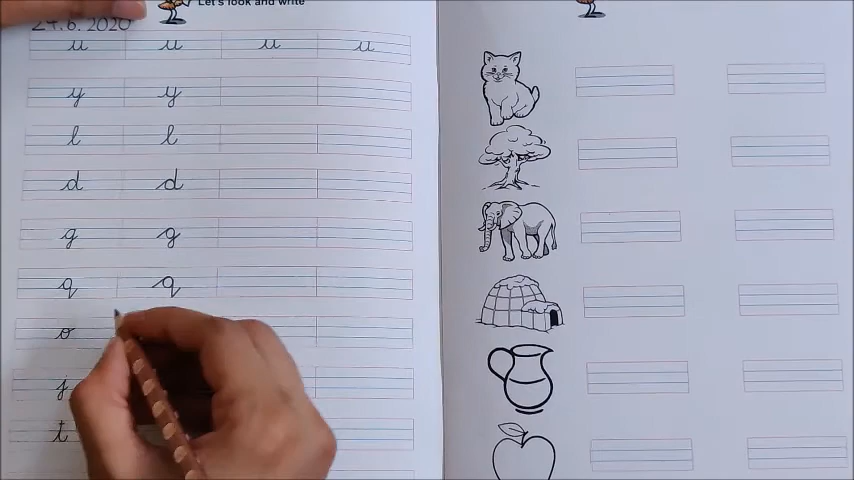 Let's look and write
24.6.2020
u u u u
y y
l l
d d
g g
q q
o
j
t